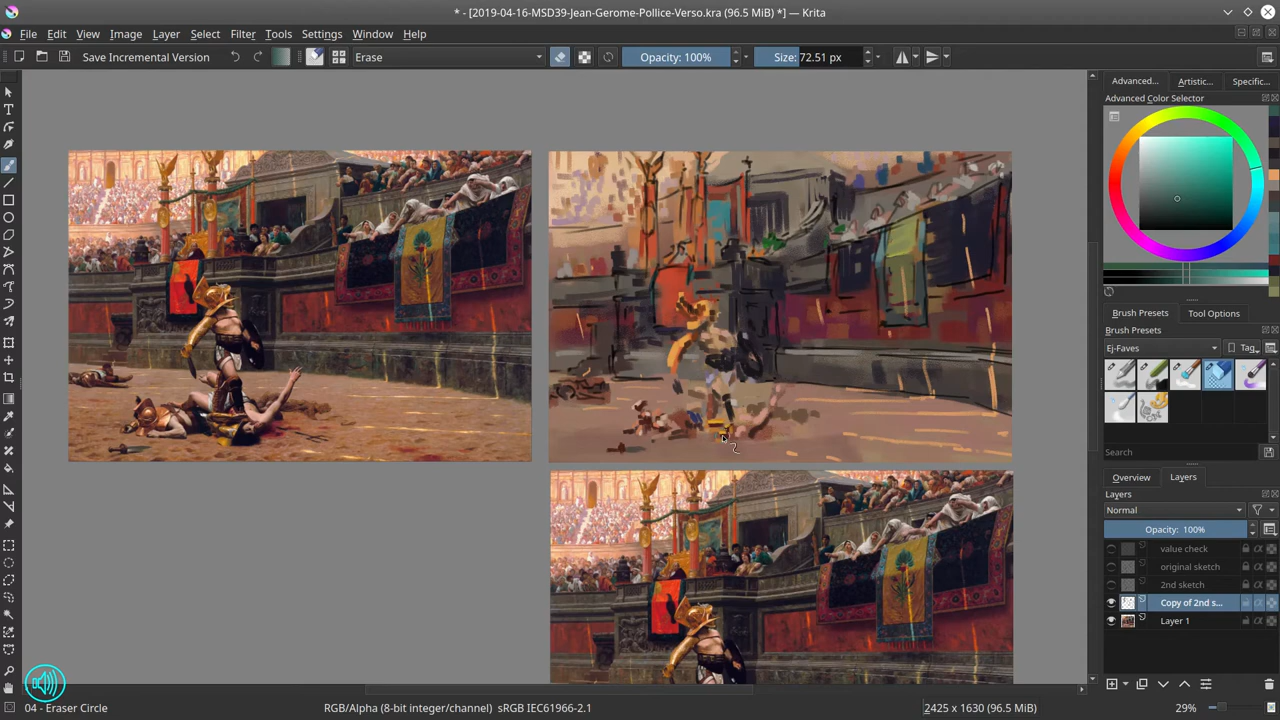 * - [2019-04-16-MSD39-Jean-Gerome-Pollice-Verso.kra (96.5 MiB) *] — Krita
File Edit View Image Layer Select Filter Tools Settings Window Help
Save Incremental Version Erase Opacity: 100% Size: 72.51 px
Advanced... Artistic... Specific...
Advanced Color Selector
Brush Presets Tool Options
Brush Presets
Ej-Faves Tag
Search
Overview Layers
Layers
Normal
Opacity: 100%
value check
original sketch
2nd sketch
Copy of 2nd s...
Layer 1
04 - Eraser Circle RGB/Alpha (8-bit integer/channel) sRGB IEC61966-2.1 2425 x 1630 (96.5 MiB) 29%